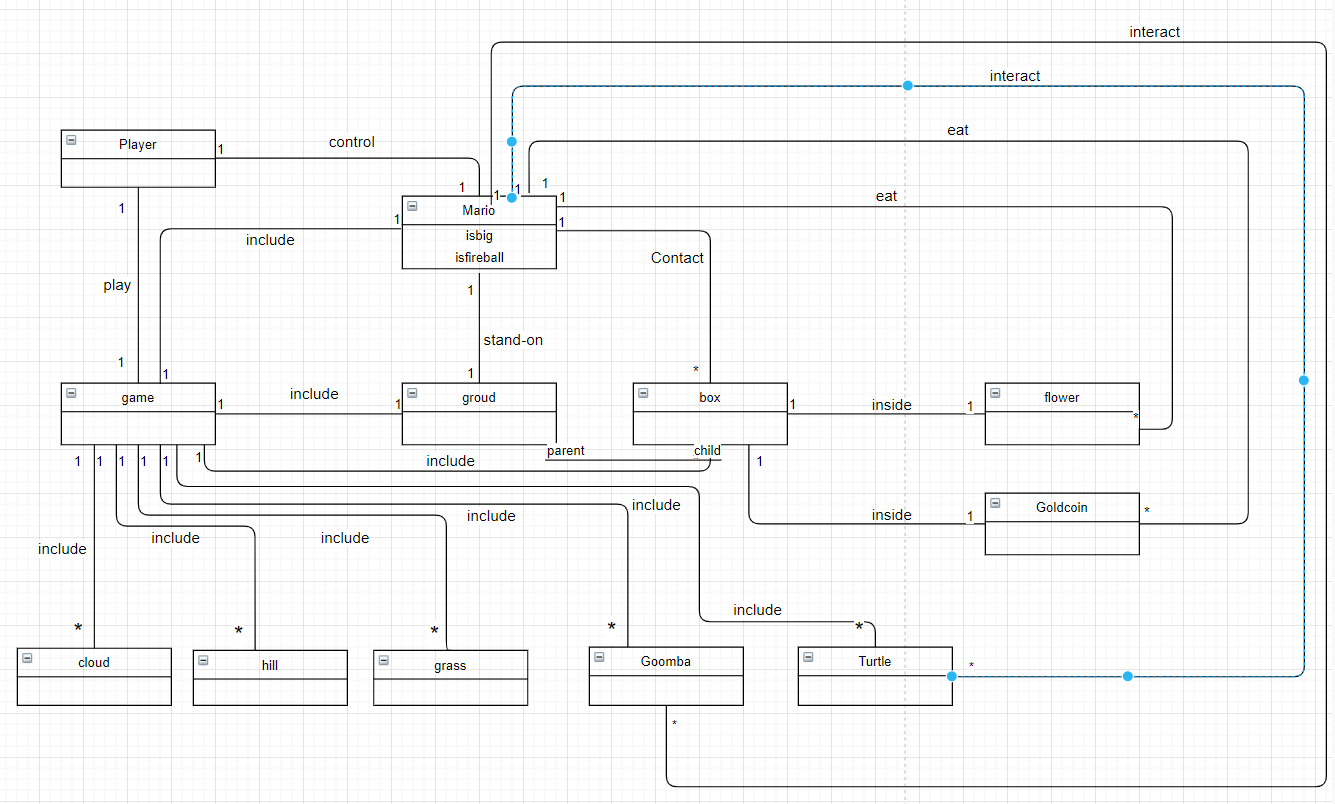 interact
interact
eat
Player
1
control
1
1
1
1
1
Mario
isbig
isfireball
1
eat
1
1
include
Contact
play
1
stand-on
1
1
1
*
game
1
include
1
groud
box
1
inside
1
flower
*
parent
child
1
1
1
1
1
1
include
1
include
include
inside
1
Goldcoin
*
include
include
include
include
*
*
*
*
*
cloud
hill
grass
Goomba
Turtle
*
*